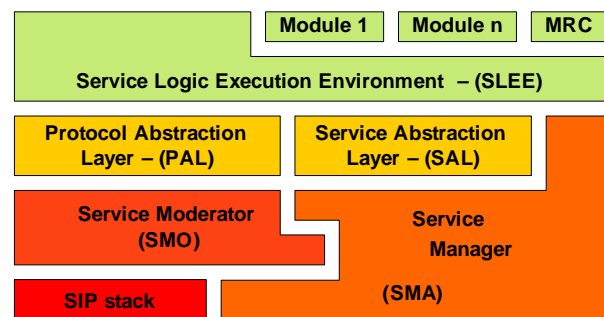 Module 1 Module n MRC
Service Logic Execution Environment – (SLEE)
Protocol Abstraction
Layer – (PAL)
Service Abstraction
Layer – (SAL)
Service Moderator
(SMO)
Service
Manager
(SMA)
SIP stack